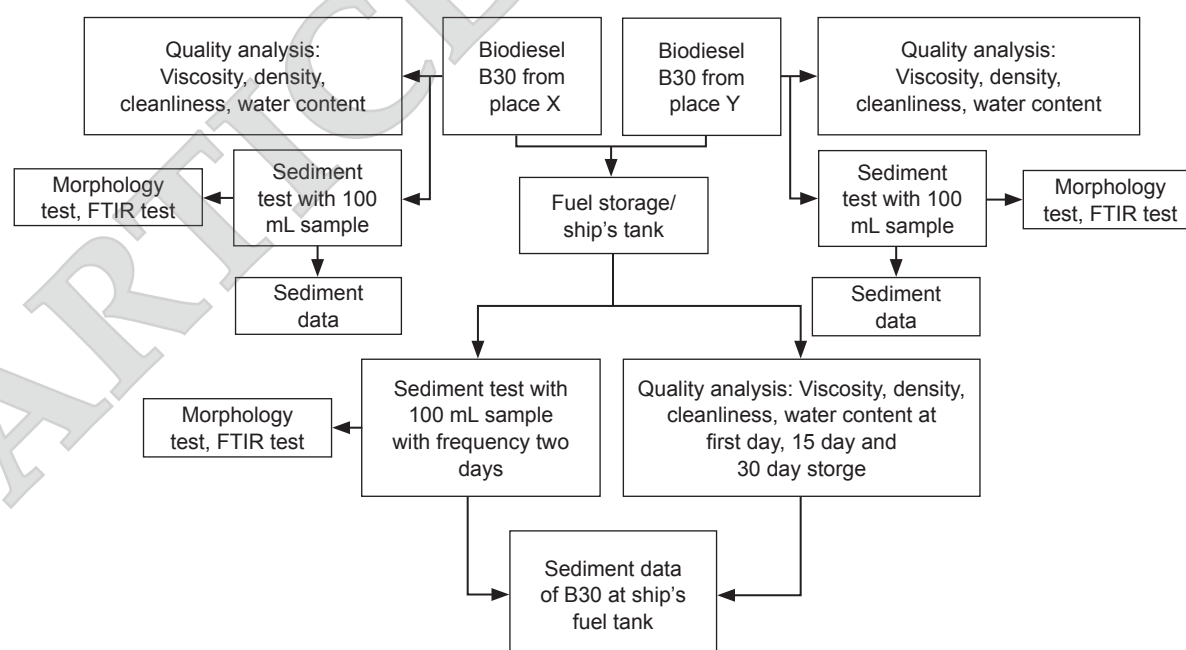 Quality analysis:
Viscosity, density,
cleanliness, water content
Biodiesel
B30 from
place X
Biodiesel
B30 from
place Y
Quality analysis:
Viscosity, density,
cleanliness, water content
Morphology
test, FTIR test
Sediment
test with 100
mL sample
Fuel storage/
ship's tank
Sediment
test with 100
mL sample
Morphology
test, FTIR test
Sediment
data
Sediment
data
Morphology
test, FTIR test
Sediment test with
100 mL sample
with frequency two
days
Quality analysis: Viscosity, density,
cleanliness, water content at
first day, 15 day and
30 day storge
Sediment data
of B30 at ship's
fuel tank
ARTICLE